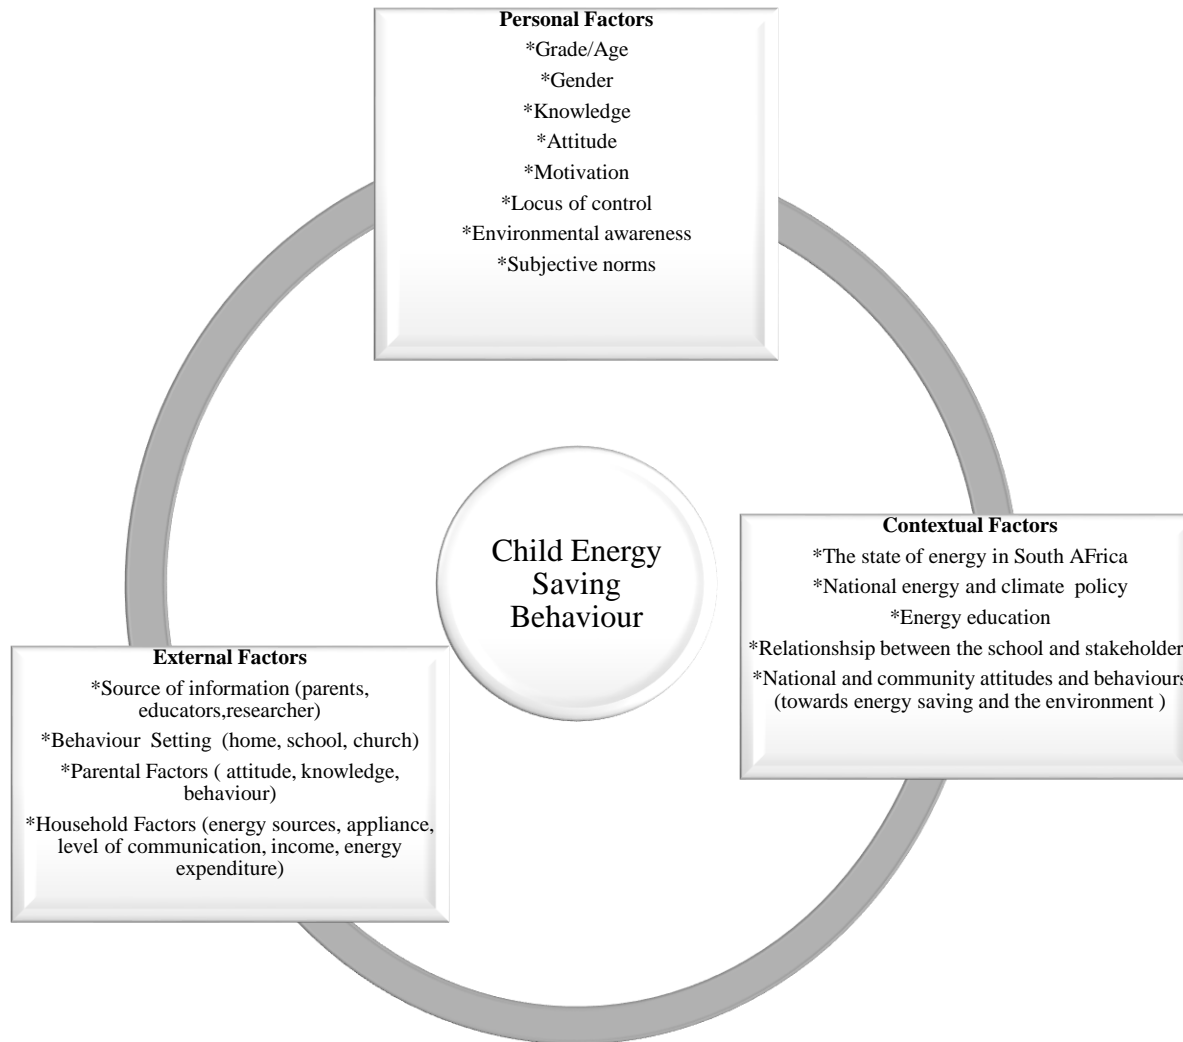 Personal Factors
*Grade/Age
*Gender
*Knowledge
*Attitude
*Motivation
*Locus of control
*Environmental awareness
*Subjective norms
Child Energy
Saving
Behaviour
Contextual Factors
*The state of energy in South AFrica
*National energy and climate policy
*Energy education
*Relationshsip between the school and stakeholder
*National and community attitudes and behaviours
(towards energy saving and the environment )
External Factors
*Source of information (parents,
educators,researcher)
*Behaviour Setting (home, school, church)
*Parental Factors ( attitude, knowledge,
behaviour)
*Household Factors (energy sources, appliance,
level of communication, income, energy
expenditure)